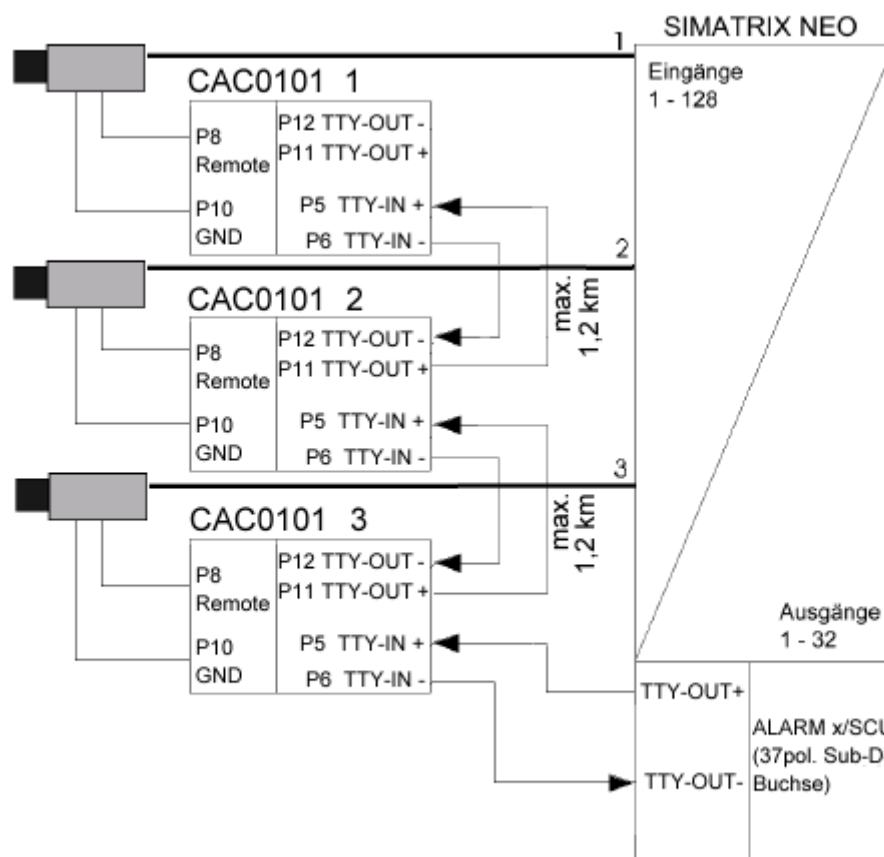 SIMATRIX NEO
1
Eingänge
1 - 128
CAC0101 1
P8
Remote
P10
GND
P12 TTY-OUT -
P11 TTY-OUT +
P5 TTY-IN +
P6 TTY-IN -
2
max.
1,2 km
CAC0101 2
P8
Remote
P10
GND
P12 TTY-OUT -
P11 TTY-OUT +
P5 TTY-IN +
P6 TTY-IN -
3
max.
1,2 km
CAC0101 3
P8
Remote
P10
GND
P12 TTY-OUT -
P11 TTY-OUT +
P5 TTY-IN +
P6 TTY-IN -
Ausgänge
1 - 32
TTY-OUT+
TTY-OUT-
ALARM x/SCU
(37pol. Sub-D
Buchse)